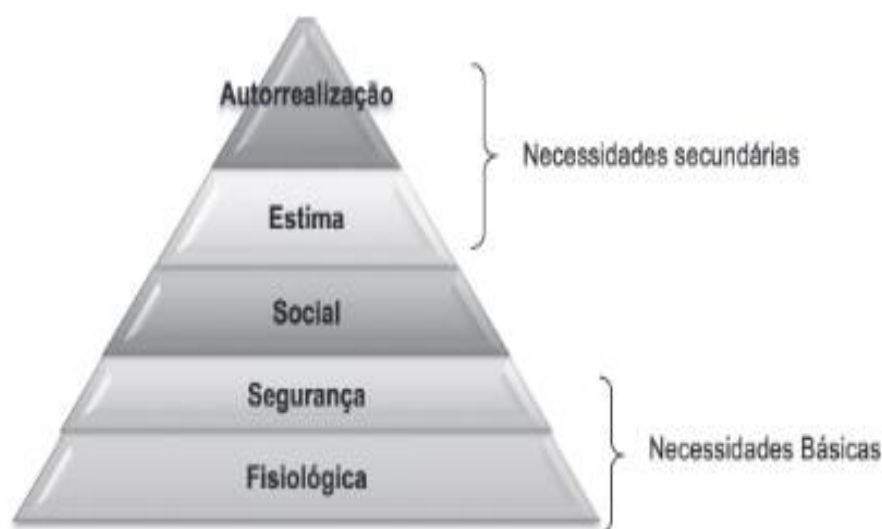 Autorrealização
Necessidades secundárias
Estima
Social
Segurança
Necessidades Básicas
Fisiológica